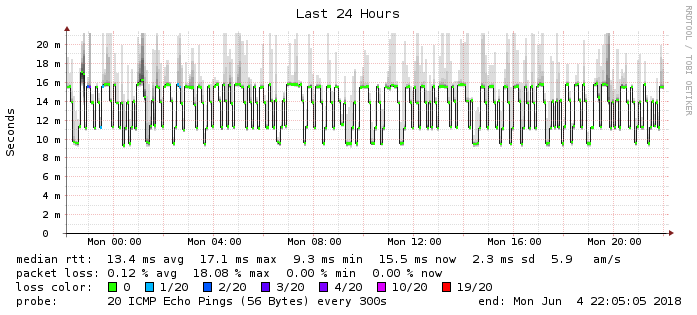 Last 24 Hours
RRDTOOL / TOBI OETIKER
Seconds
20 m
18 m
16 m
14 m
12 m
10 m
8 m
6 m
4 m
2 m
0
Mon 00:00 Mon 04:00 Mon 08:00 Mon 12:00 Mon 16:00 Mon 20:00
median rtt: 13.4 ms avg 17.1 ms max 9.3 ms min 15.5 ms now 2.3 ms sd 5.9 am/s
packet loss: 0.12 % avg 18.08 % max 0.00 % min 0.00 % now
loss color: 0 1/20 2/20 3/20 4/20 10/20 19/20
probe: 20 ICMP Echo Pings (56 Bytes) every 300s end: Mon Jun 4 22:05:05 2018